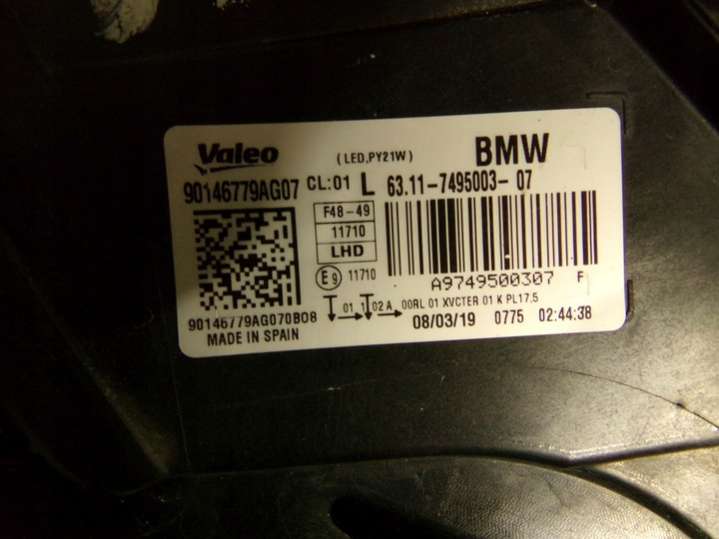 Valeo (LED,PY21W) BMW
90146779AG07 CL:01 L 63.11-7495003-07
F48-49
11710
LHD
E9 11710
A9749500307 F
01 1 02 A 00RL 01 XVCTER 01 K PL17,5
90146779AG070B08
08/03/19 0775 02:44:38
MADE IN SPAIN